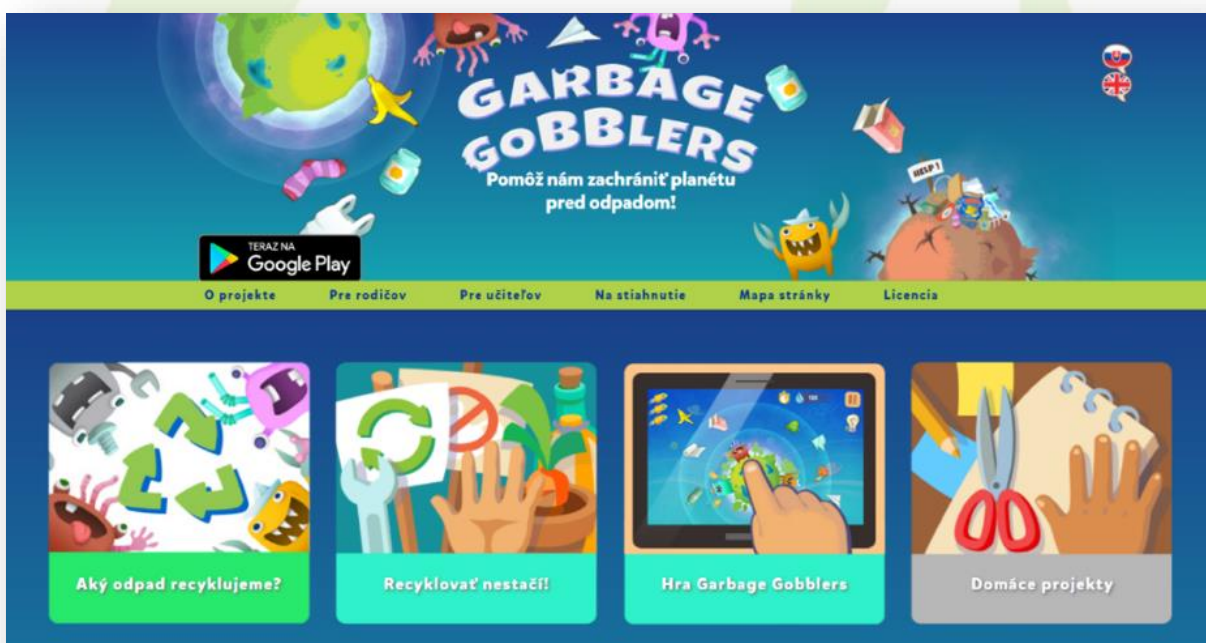 GARBAGE
GOBBLERS
HELP!
Pomôž nám zachrániť planétu
pred odpadom!
TERAZ NA
Google Play
O projekte Pre rodičov Pre učiteľov Na stiahnutie Mapa stránky Licencia
Aký odpad recyklujeme? Recyklovať nestačí! Hra Garbage Gobblers Domáce projekty